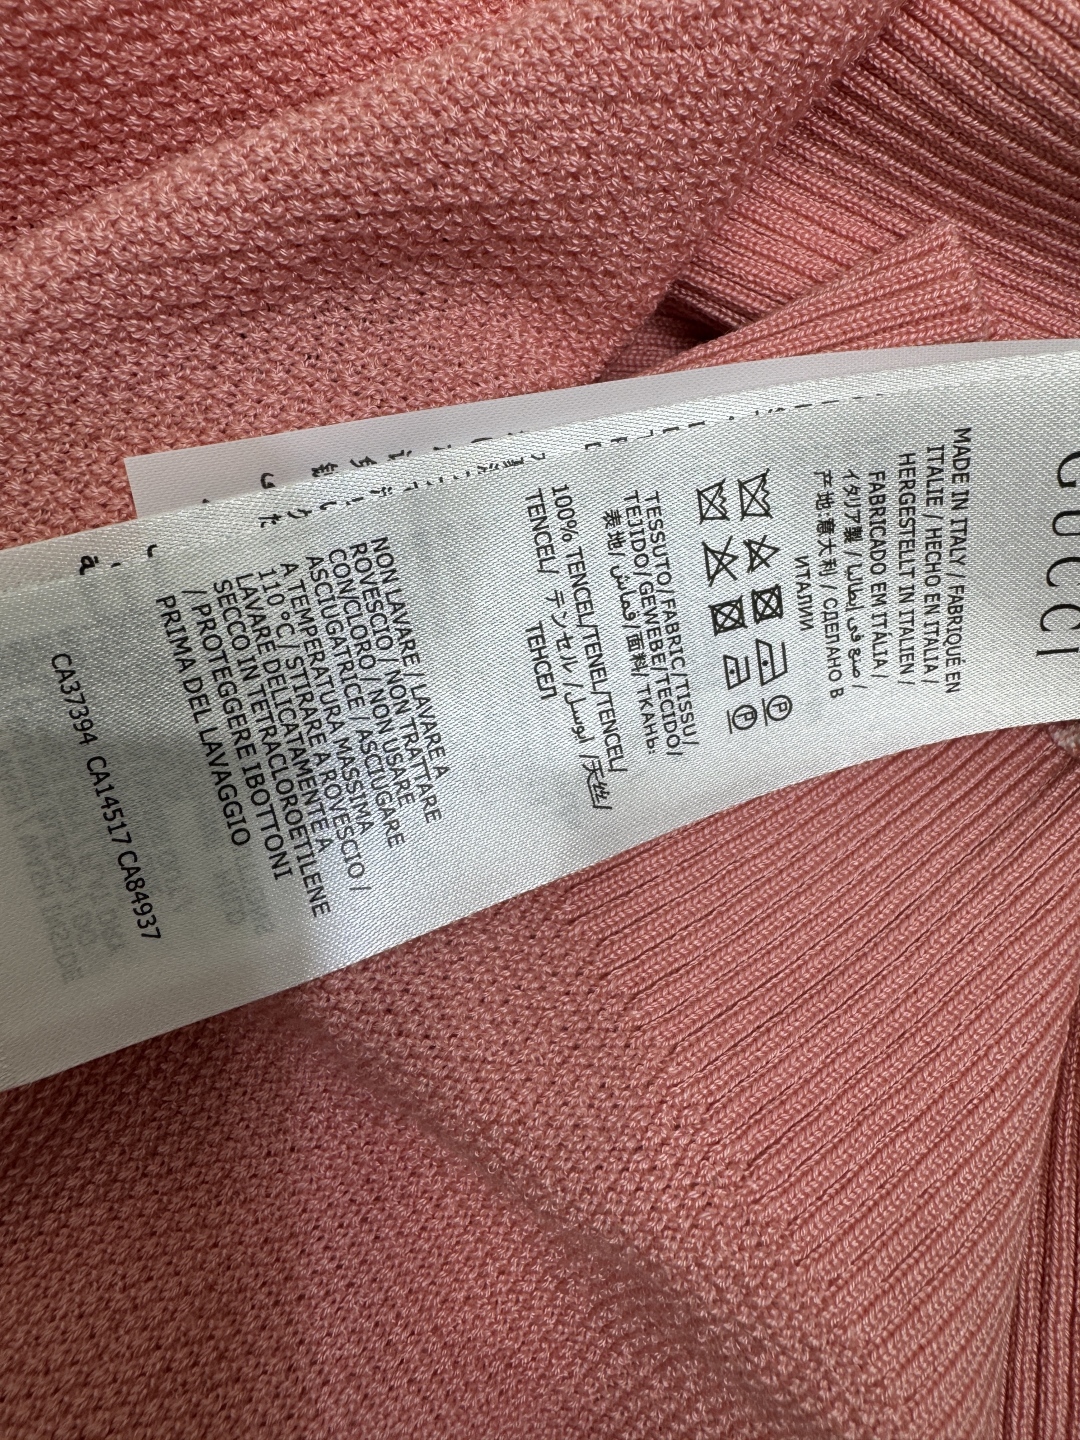 GUCCI
MADE IN ITALY / FABRIQUÉ EN
ITALIE / HECHO EN ITALIA /
HERGESTELLT IN ITALIEN /
FABRICADO EM ITÁLIA /
イタリア製 / صنع في إيطاليا /
产地:意大利 / СДЕЛАНО В
ИТАЛИИ
TESSUTO/FABRIC/TISSU/
TEJIDO/GEWEBE/TECIDO/
表地/ قماش /面料/ ТКАНЬ:
100% TENCEL/TENEL/TENCEL/
TENCEL/ テンセル / /天丝/
ТЕНСЕЛ
NON LAVARE / LAVARE A
ROVESCIO / NON TRATTARE
CON/CLORO / NON USARE
ASCIUGATRICE / ASCIUGARE
A TEMPERATURA MASSIMA
110 °C/ STIRARE A ROVESCIO /
LAVARE DELICATAMENTE A
SECCO IN TETRACLOROETILENE
/ PROTEGGERE IBOTTONI
PRIMA DEL LAVAGGIO
CA37394 CA14517 CA84937